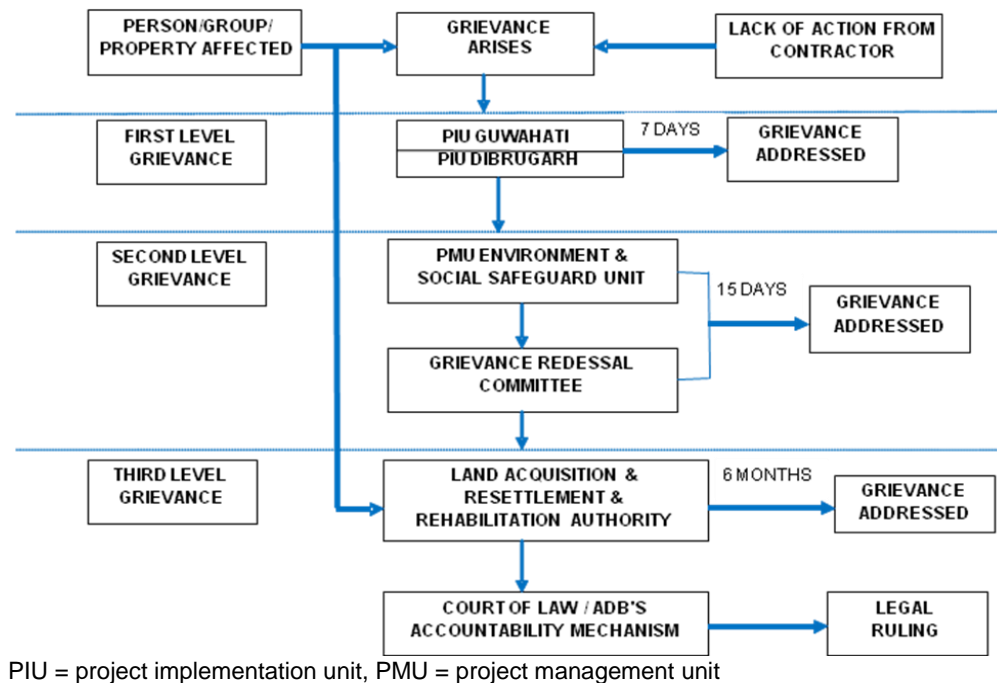 PERSON/GROUP/
PROPERTY AFFECTED
GRIEVANCE
ARISES
LACK OF ACTION FROM
CONTRACTOR
FIRST LEVEL
GRIEVANCE
PIU GUWAHATI
PIU DIBRUGARH
7 DAYS
GRIEVANCE
ADDRESSED
SECOND LEVEL
GRIEVANCE
PMU ENVIRONMENT &
SOCIAL SAFEGUARD UNIT
15 DAYS
GRIEVANCE
ADDRESSED
GRIEVANCE REDESSAL
COMMITTEE
THIRD LEVEL
GRIEVANCE
LAND ACQUISITION &
RESETTLEMENT &
REHABILITATION AUTHORITY
6 MONTHS
GRIEVANCE
ADDRESSED
COURT OF LAW / ADB'S
ACCOUNTABILITY MECHANISM
LEGAL
RULING
PIU = project implementation unit, PMU = project management unit